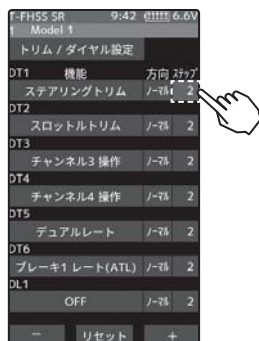 T-FHSS SR 9:42 6.6V
1 Model 1
トリム / ダイヤル設定
DT1 機能 方向 ステップ
ステアリングトリム ノーマル 2
DT2
スロットルトリム ノーマル 2
DT3
チャンネル3 操作 ノーマル 2
DT4
チャンネル4 操作 ノーマル 2
DT5
デュアルレート ノーマル 2
DT6
ブレーキ1 レート(ATL) ノーマル 2
DL1
OFF ノーマル 2
− リセット +